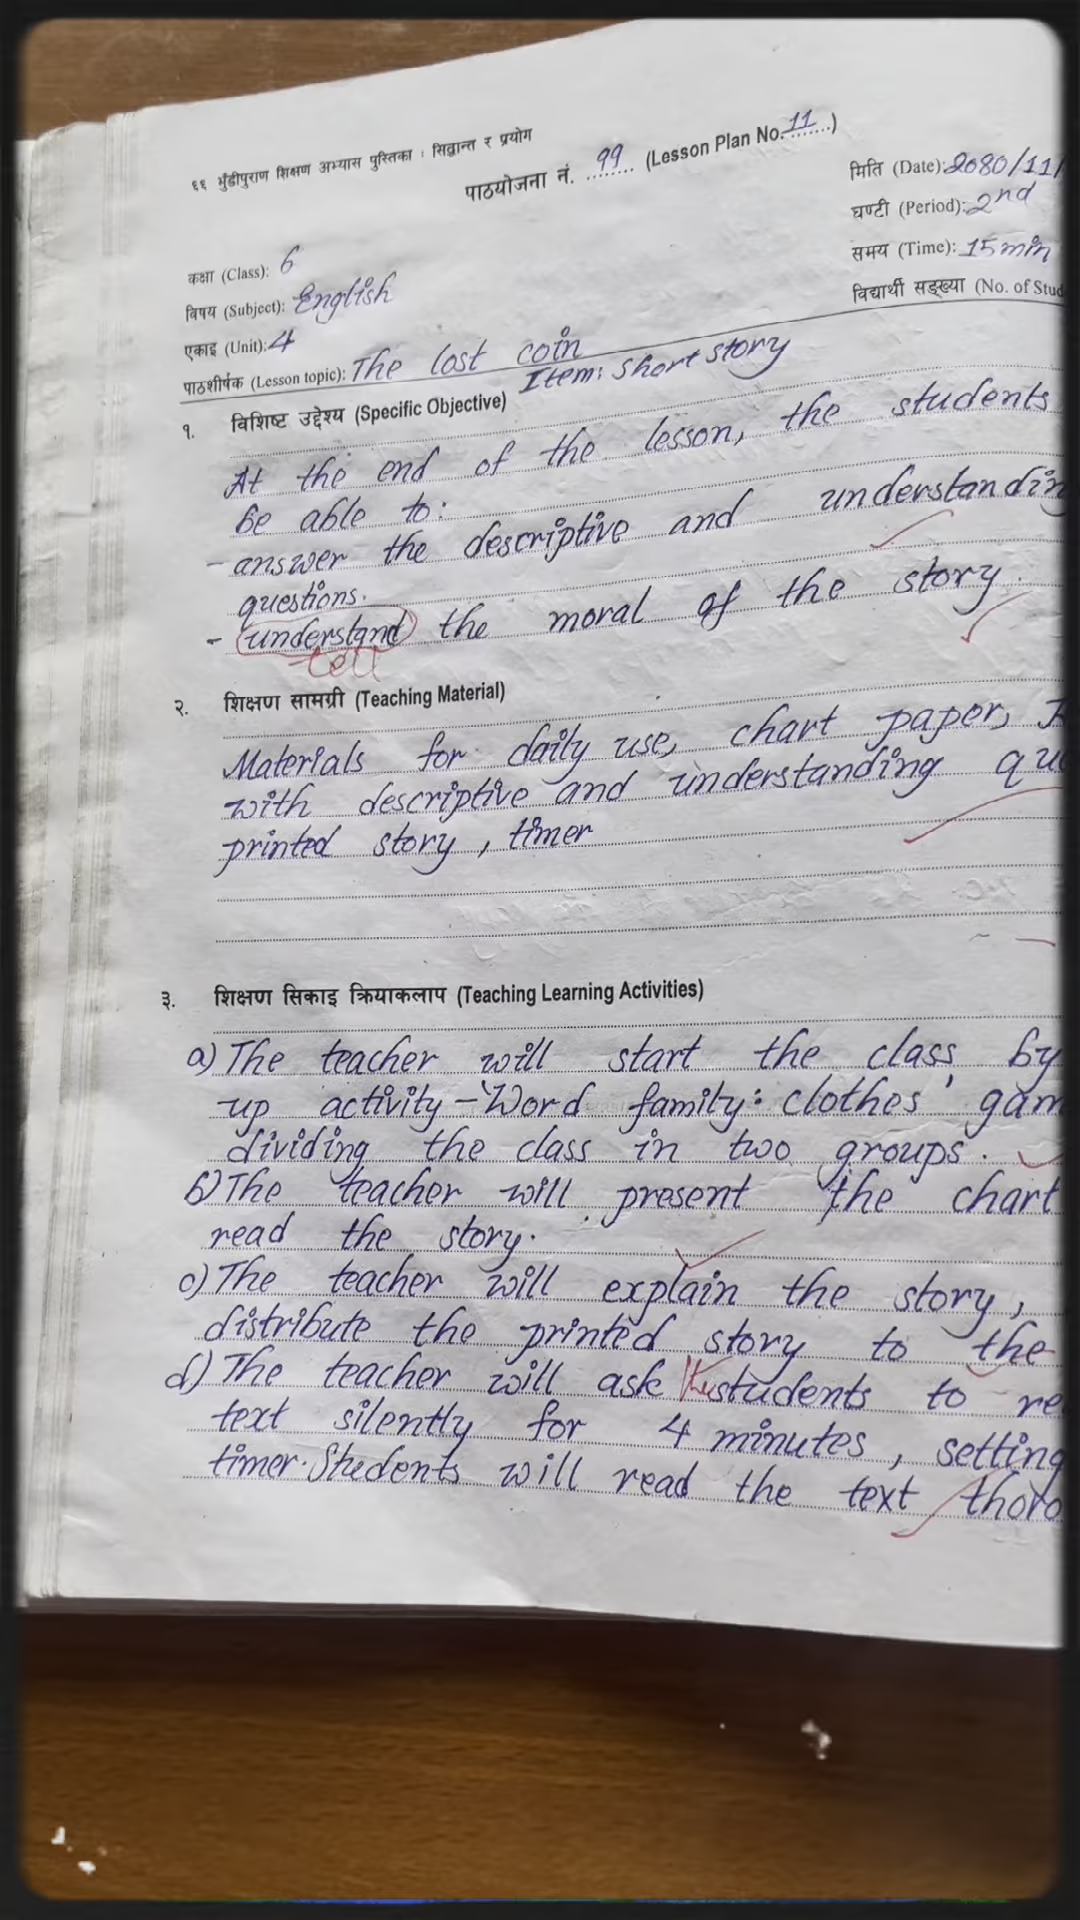 ६६ भुँडीपुराण शिक्षण अभ्यास पुस्तिका : सिद्धान्त र प्रयोग
पाठयोजना नं. ११ (Lesson Plan No. 11)
मिति (Date): 2080/11/
घण्टी (Period): 2nd
समय (Time): 15 min
विद्यार्थी सङ्ख्या (No. of Stud
कक्षा (Class): 6
विषय (Subject): English
एकाइ (Unit): 4
पाठशीर्षक (Lesson topic): The lost coin
Item: short story
१. विशिष्ट उद्देश्य (Specific Objective)
At the end of the lesson, the students
be able to:
- answer the descriptive and understandin
questions.
- understand the moral of the story.
tell
२. शिक्षण सामग्री (Teaching Material)
Materials for daily use, chart paper,
with descriptive and understanding que
printed story, timer
३. शिक्षण सिकाइ क्रियाकलाप (Teaching Learning Activities)
a) The teacher will start the class by
up activity - 'Word family: clothes' gam
dividing the class in two groups.
b) The teacher will present the chart
read the story.
c) The teacher will explain the story,
distribute the printed story to the
d) The teacher will ask the students to re
text silently for 4 minutes, setting
timer. Students will read the text thoro